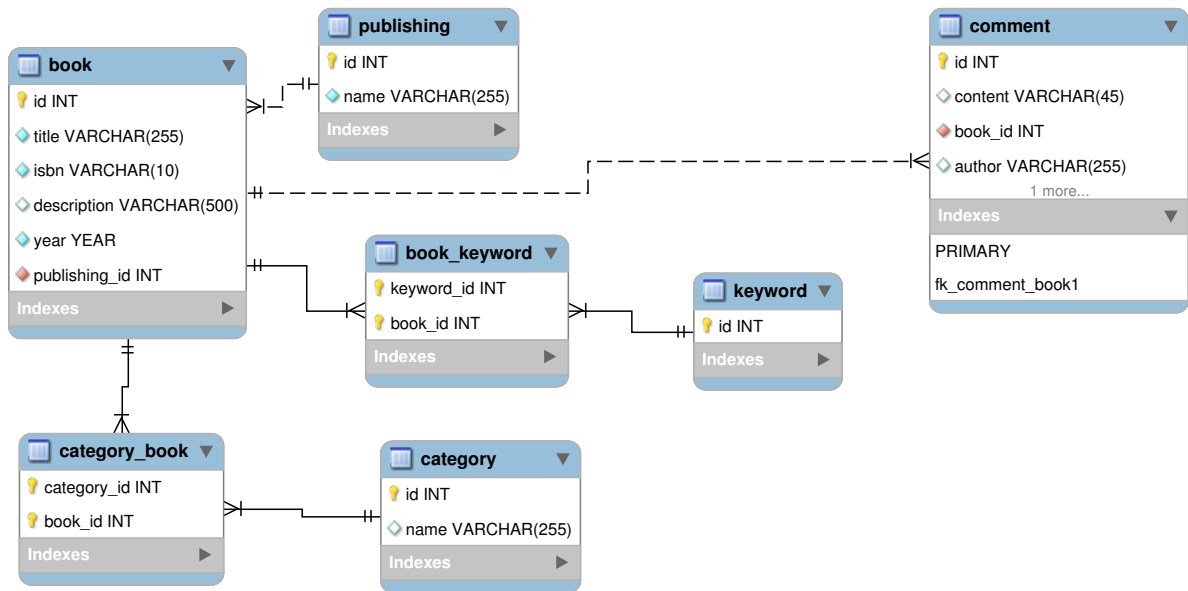 publishing
id INT
name VARCHAR(255)
Indexes
comment
id INT
content VARCHAR(45)
book_id INT
author VARCHAR(255)
1 more...
Indexes
PRIMARY
fk_comment_book1
book
id INT
title VARCHAR(255)
isbn VARCHAR(10)
description VARCHAR(500)
year YEAR
publishing_id INT
Indexes
book_keyword
keyword_id INT
book_id INT
Indexes
keyword
id INT
Indexes
category_book
category_id INT
book_id INT
Indexes
category
id INT
name VARCHAR(255)
Indexes